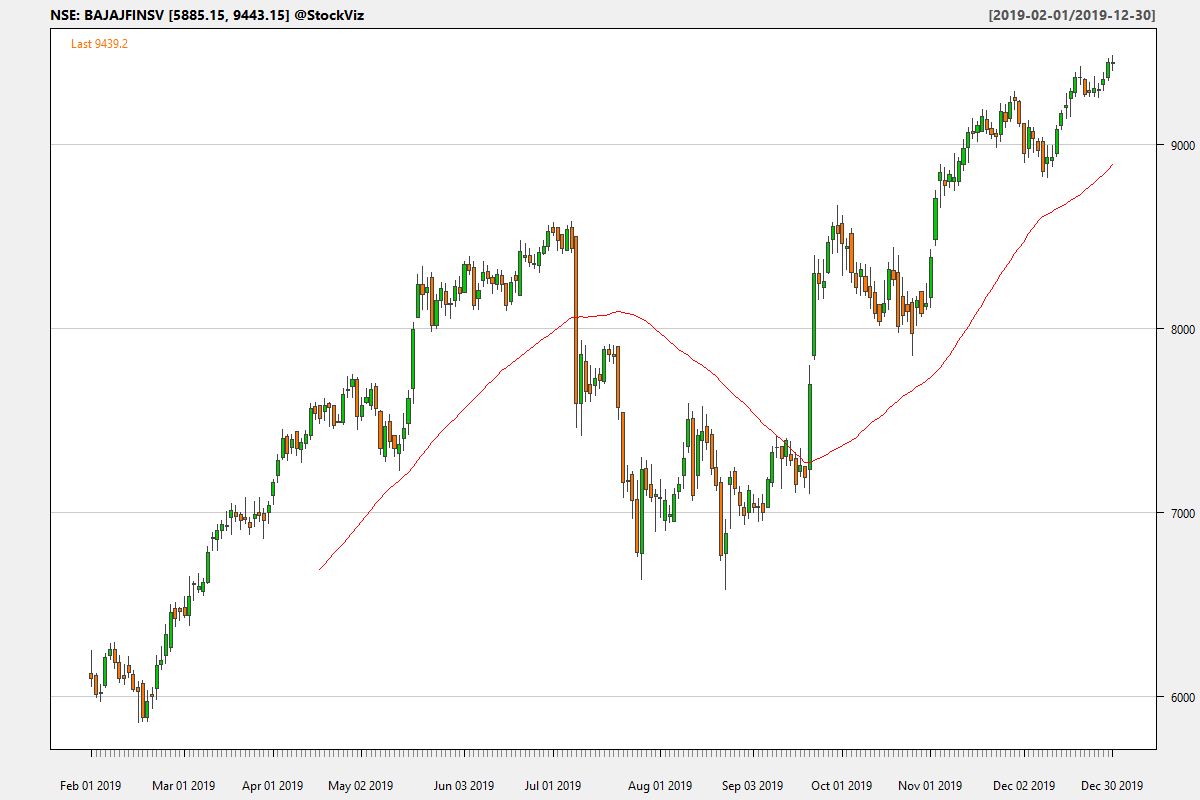 NSE: BAJAJFINSV [5885.15, 9443.15] @StockViz
[2019-02-01/2019-12-30]
Last 9439.2
9000
8000
7000
6000
Feb 01 2019 Mar 01 2019 Apr 01 2019 May 02 2019 Jun 03 2019 Jul 01 2019 Aug 01 2019 Sep 03 2019 Oct 01 2019 Nov 01 2019 Dec 02 2019 Dec 30 2019